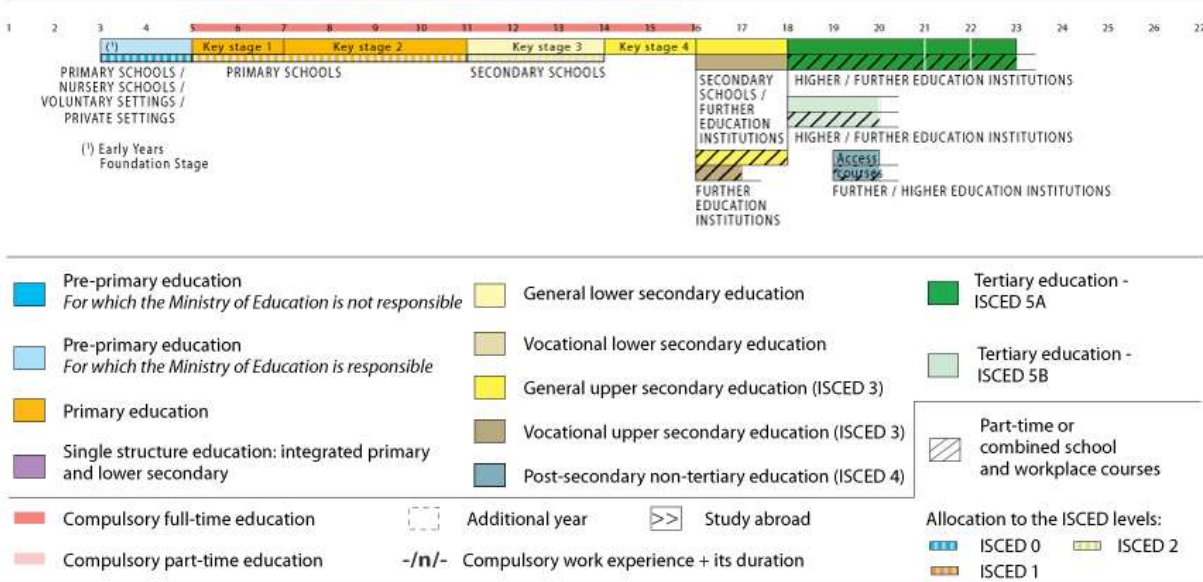 1 2 3 4 5 6 7 8 9 10 11 12 13 14 15 16 17 18 19 20 21 22 23 24 25 26 27
(¹) Key stage 1 Key stage 2 Key stage 3 Key stage 4
PRIMARY SCHOOLS /
NURSERY SCHOOLS /
VOLUNTARY SETTINGS /
PRIVATE SETTINGS
PRIMARY SCHOOLS
SECONDARY SCHOOLS
SECONDARY
SCHOOLS /
FURTHER
EDUCATION
INSTITUTIONS
HIGHER / FURTHER EDUCATION INSTITUTIONS
HIGHER / FURTHER EDUCATION INSTITUTIONS
(¹) Early Years
Foundation Stage
Access
courses
FURTHER / HIGHER EDUCATION INSTITUTIONS
FURTHER
EDUCATION
INSTITUTIONS
Pre-primary education
For which the Ministry of Education is not responsible
Pre-primary education
For which the Ministry of Education is responsible
Primary education
Single structure education: integrated primary
and lower secondary
General lower secondary education
Vocational lower secondary education
General upper secondary education (ISCED 3)
Vocational upper secondary education (ISCED 3)
Post-secondary non-tertiary education (ISCED 4)
Tertiary education -
ISCED 5A
Tertiary education -
ISCED 5B
Part-time or
combined school
and workplace courses
Compulsory full-time education
Additional year
>> Study abroad
Compulsory part-time education
-/n/- Compulsory work experience + its duration
Allocation to the ISCED levels:
ISCED 0 ISCED 2
ISCED 1